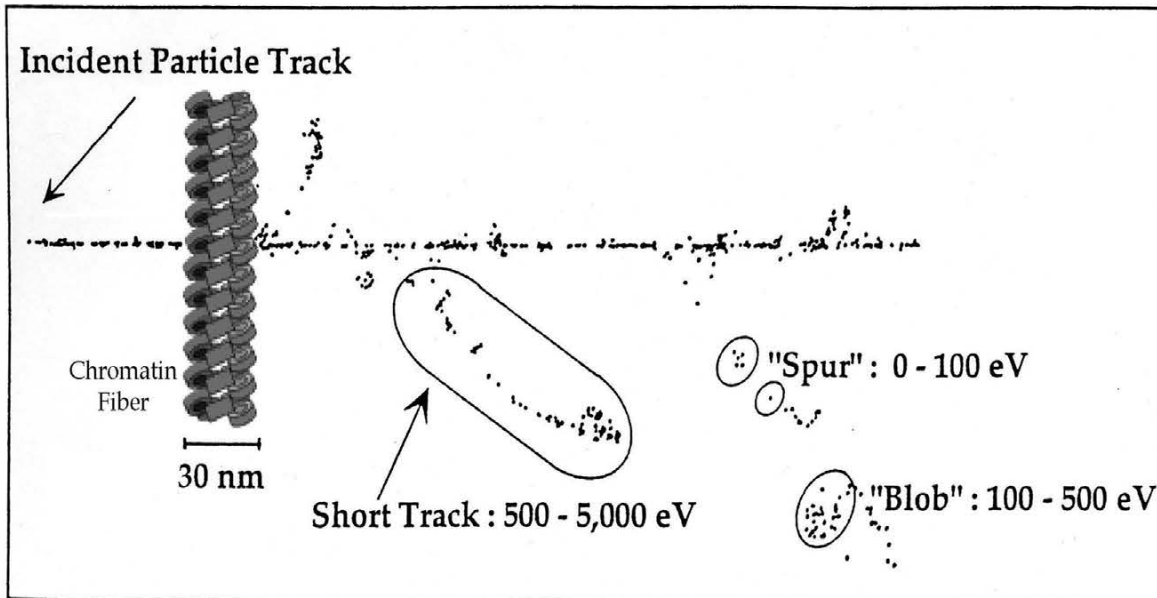 Incident Particle Track
Chromatin
Fiber
30 nm
Short Track : 500 - 5,000 eV
"Spur" : 0 - 100 eV
"Blob" : 100 - 500 eV